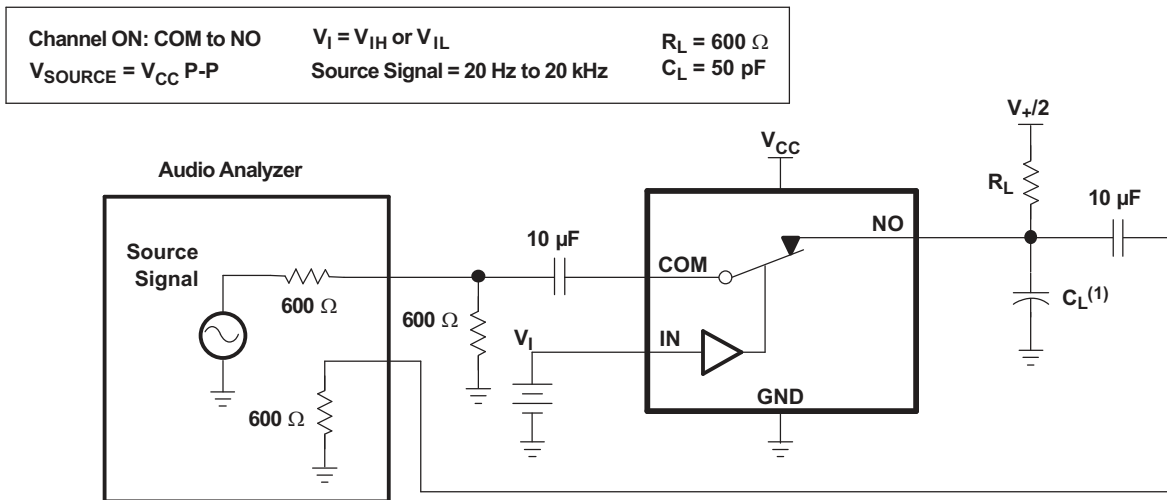 Channel ON: COM to NO
V_I = V_IH or V_IL
R_L = 600 Ω
V_SOURCE = V_CC P-P
Source Signal = 20 Hz to 20 kHz
C_L = 50 pF
V_+/2
V_CC
Audio Analyzer
R_L
10 µF
NO
10 µF
Source
Signal
COM
600 Ω
600 Ω
C_L(1)
V_I
IN
GND
600 Ω